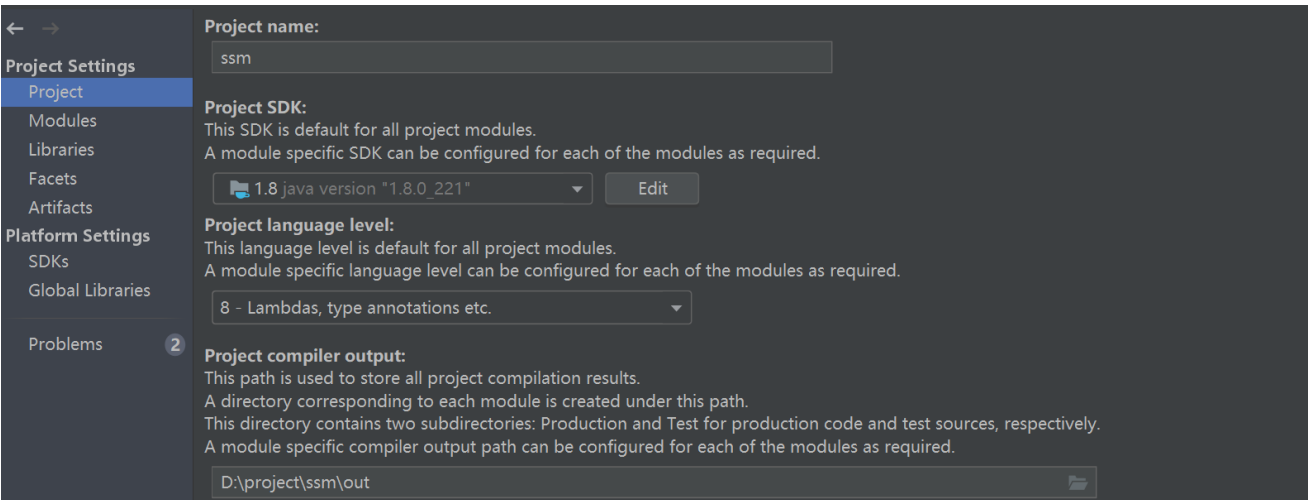 Project Settings
Project
Modules
Libraries
Facets
Artifacts
Platform Settings
SDKs
Global Libraries
Problems
2
Project name:
ssm
Project SDK:
This SDK is default for all project modules.
A module specific SDK can be configured for each of the modules as required.
1.8 java version "1.8.0_221"
Edit
Project language level:
This language level is default for all project modules.
A module specific language level can be configured for each of the modules as required.
8 - Lambdas, type annotations etc.
Project compiler output:
This path is used to store all project compilation results.
A directory corresponding to each module is created under this path.
This directory contains two subdirectories: Production and Test for production code and test sources, respectively.
A module specific compiler output path can be configured for each of the modules as required.
D:\project\ssm\out